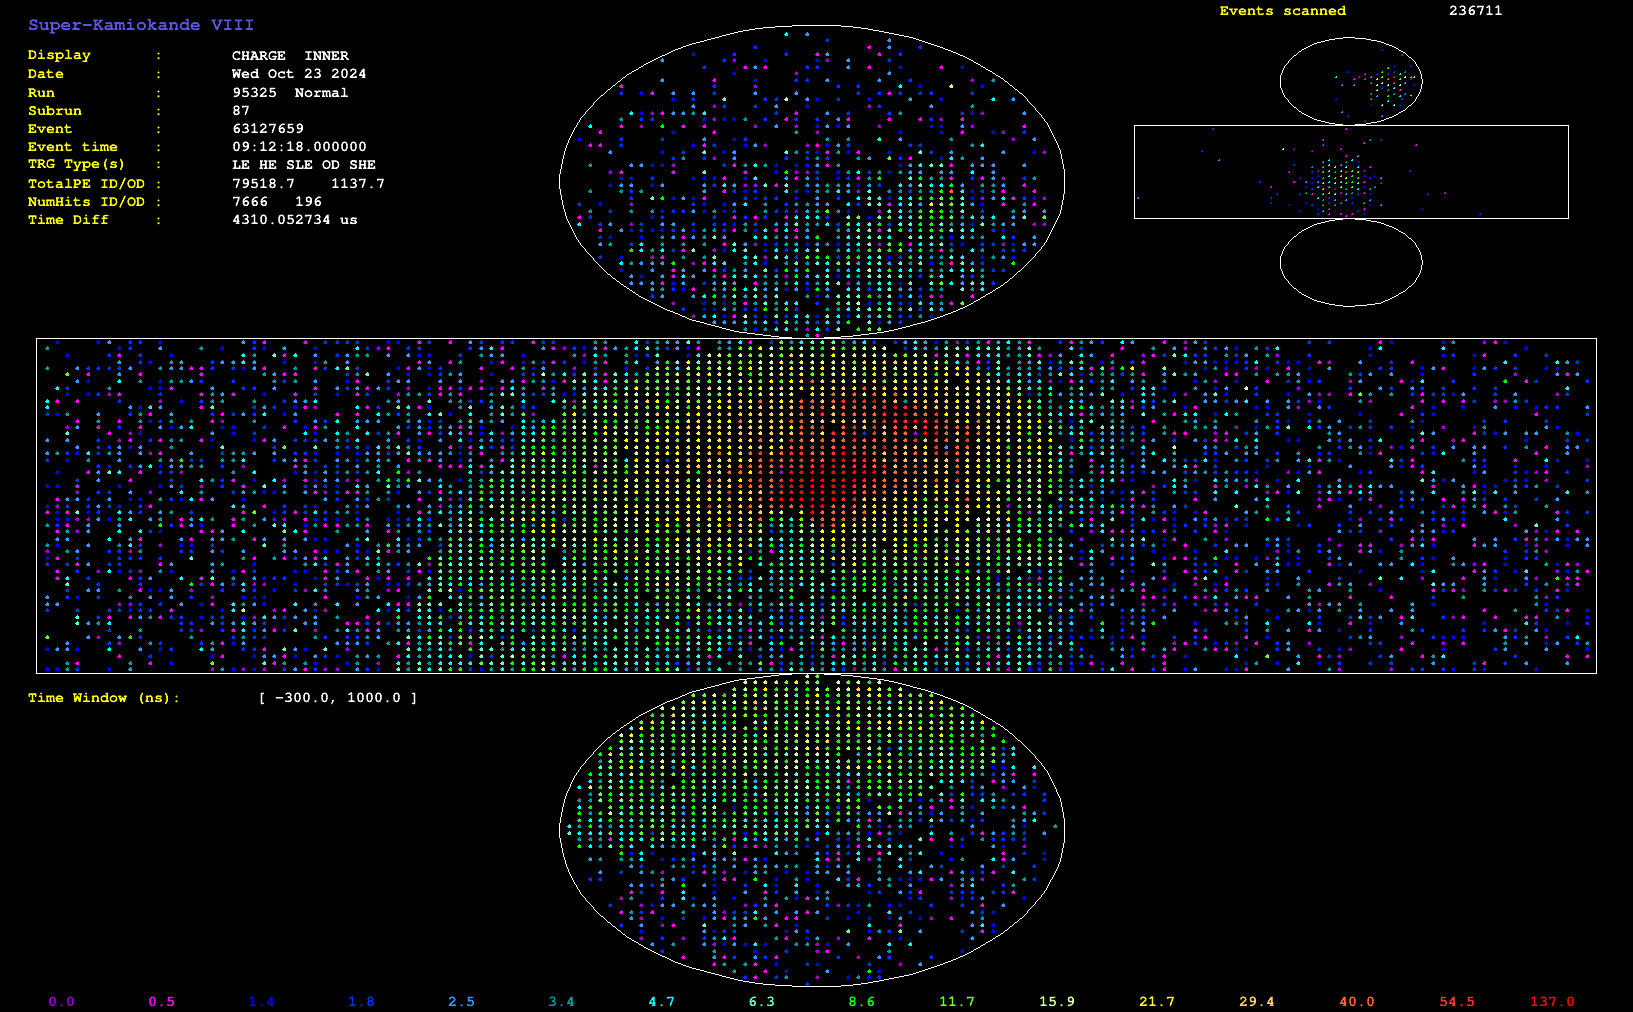 Super-Kamiokande VIII
Events scanned 236711
Display : CHARGE INNER
Date : Wed Oct 23 2024
Run : 95325 Normal
Subrun : 87
Event : 63127659
Event time : 09:12:18.000000
TRG Type(s) : LE HE SLE OD SHE
TotalPE ID/OD : 79518.7 1137.7
NumHits ID/OD : 7666 196
Time Diff : 4310.052734 us
Time Window (ns): [ -300.0, 1000.0 ]
0.0 0.5 1.4 1.8 2.5 3.4 4.7 6.3 8.6 11.7 15.9 21.7 29.4 40.0 54.5 137.0